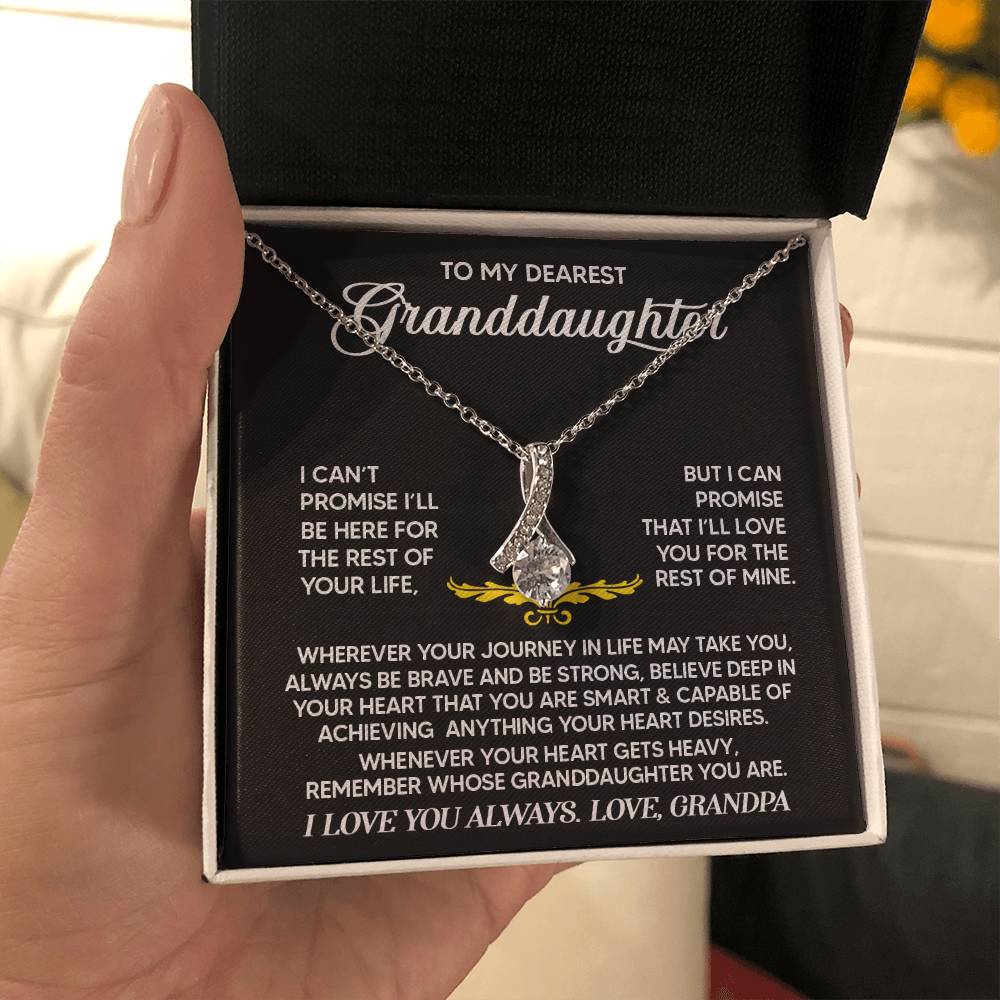 TO MY DEAREST
Granddaughter
I CAN'T
PROMISE I'LL
BE HERE FOR
THE REST OF
YOUR LIFE,
BUT I CAN
PROMISE
THAT I'LL LOVE
YOU FOR THE
REST OF MINE.
WHEREVER YOUR JOURNEY IN LIFE MAY TAKE YOU,
ALWAYS BE BRAVE AND BE STRONG, BELIEVE DEEP IN
YOUR HEART THAT YOU ARE SMART & CAPABLE OF
ACHIEVING ANYTHING YOUR HEART DESIRES.
WHENEVER YOUR HEART GETS HEAVY,
REMEMBER WHOSE GRANDDAUGHTER YOU ARE.
I LOVE YOU ALWAYS. LOVE, GRANDPA